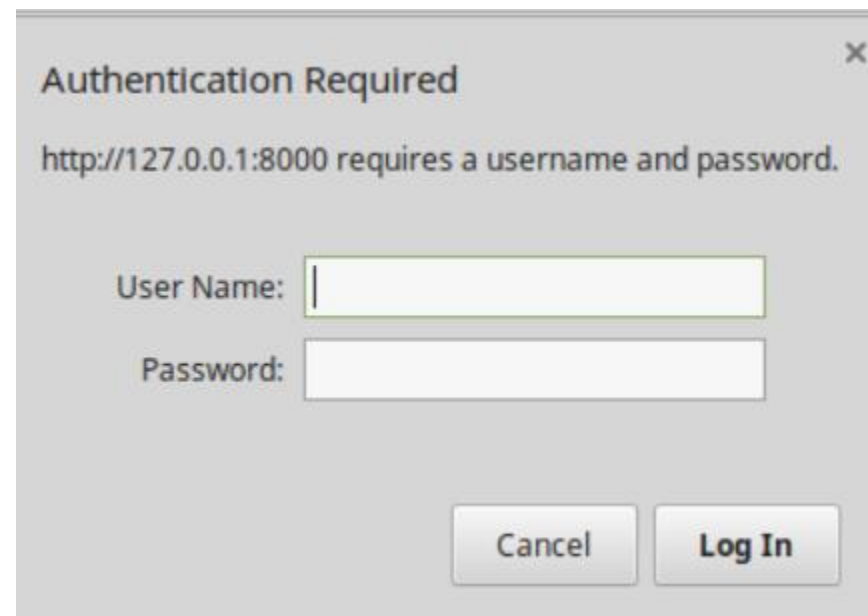 Authentication Required
http://127.0.0.1:8000 requires a username and password.
User Name:
Password:
Cancel
Log In